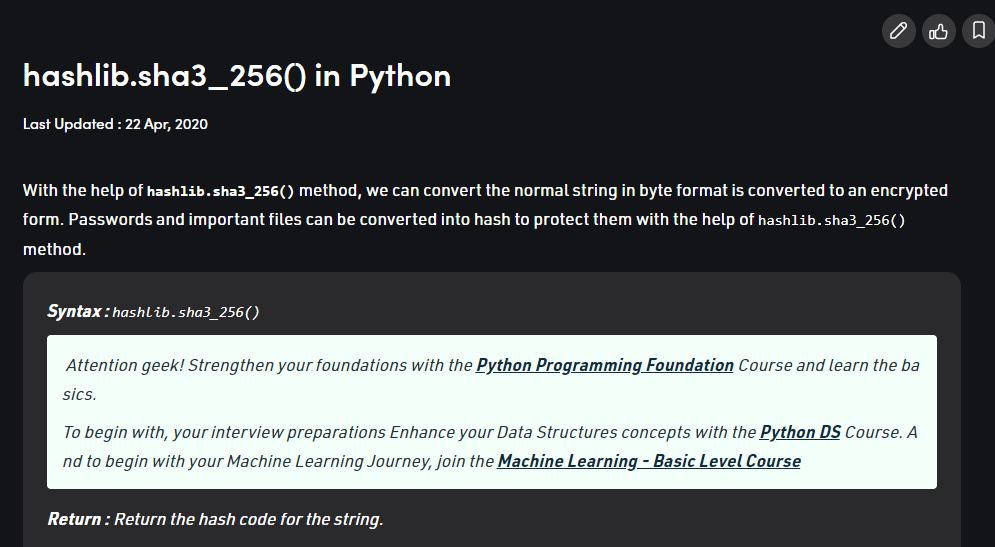 hashlib.sha3_256() in Python
Last Updated : 22 Apr, 2020
With the help of hashlib.sha3_256() method, we can convert the normal string in byte format is converted to an encrypted
form. Passwords and important files can be converted into hash to protect them with the help of hashlib.sha3_256()
method.
Syntax : hashlib.sha3_256()
Attention geek! Strengthen your foundations with the Python Programming Foundation Course and learn the ba
sics.
To begin with, your interview preparations Enhance your Data Structures concepts with the Python DS Course. A
nd to begin with your Machine Learning Journey, join the Machine Learning - Basic Level Course
Return : Return the hash code for the string.